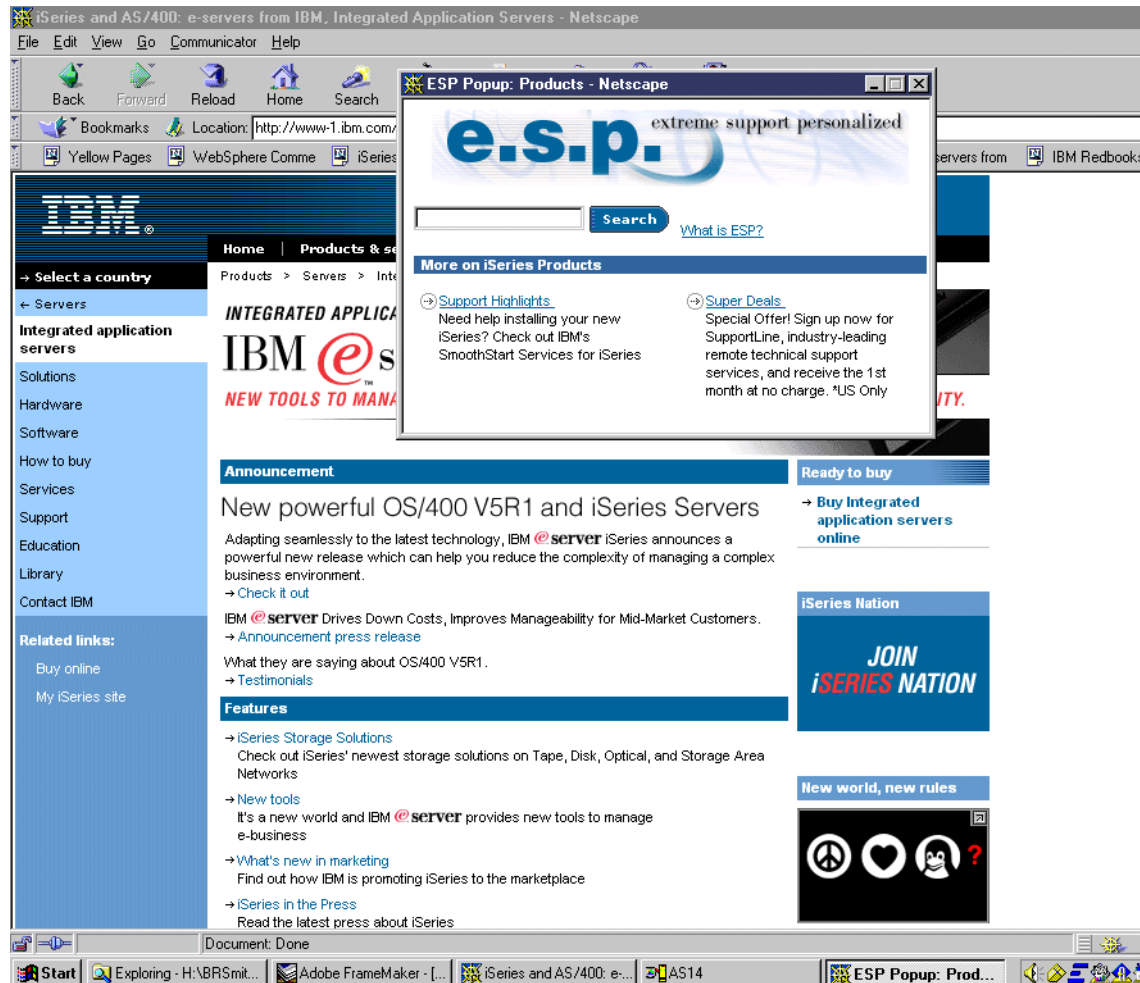 iSeries and AS/400: e-servers from IBM, Integrated Application Servers - Netscape
File Edit View Go Communicator Help
Back Forward Reload Home Search
Bookmarks Location: http://www-1.ibm.com/
Yellow Pages WebSphere Comme iSeries servers from IBM Redbooks
ESP Popup: Products - Netscape
e.s.p. extreme support personalized
Search What is ESP?
More on iSeries Products
Support Highlights
Need help installing your new
iSeries? Check out IBM's
SmoothStart Services for iSeries
Super Deals
Special Offer! Sign up now for
SupportLine, industry-leading
remote technical support
services, and receive the 1st
month at no charge. *US Only
IBM®
Home | Products & se
→ Select a country
Products > Servers > Inte
← Servers
Integrated application
servers
Solutions
Hardware
Software
How to buy
Services
Support
Education
Library
Contact IBM
Related links:
Buy online
My iSeries site
INTEGRATED APPLICA
IBM e s
™
NEW TOOLS TO MANA ITY.
Announcement
New powerful OS/400 V5R1 and iSeries Servers
Adapting seamlessly to the latest technology, IBM e server iSeries announces a
powerful new release which can help you reduce the complexity of managing a complex
business environment.
→ Check it out
IBM e server Drives Down Costs, Improves Manageability for Mid-Market Customers.
→ Announcement press release
What they are saying about OS/400 V5R1.
→ Testimonials
Features
→ iSeries Storage Solutions
Check out iSeries' newest storage solutions on Tape, Disk, Optical, and Storage Area
Networks
→ New tools
It's a new world and IBM e server provides new tools to manage
e-business
→ What's new in marketing
Find out how IBM is promoting iSeries to the marketplace
→ iSeries in the Press
Read the latest press about iSeries
Ready to buy
→ Buy Integrated
application servers
online
iSeries Nation
JOIN
iSERIES NATION
New world, new rules
?
Document: Done
Start Exploring - H:\BRSmit... Adobe FrameMaker - [... iSeries and AS/400: e-... AS14 ESP Popup: Prod...